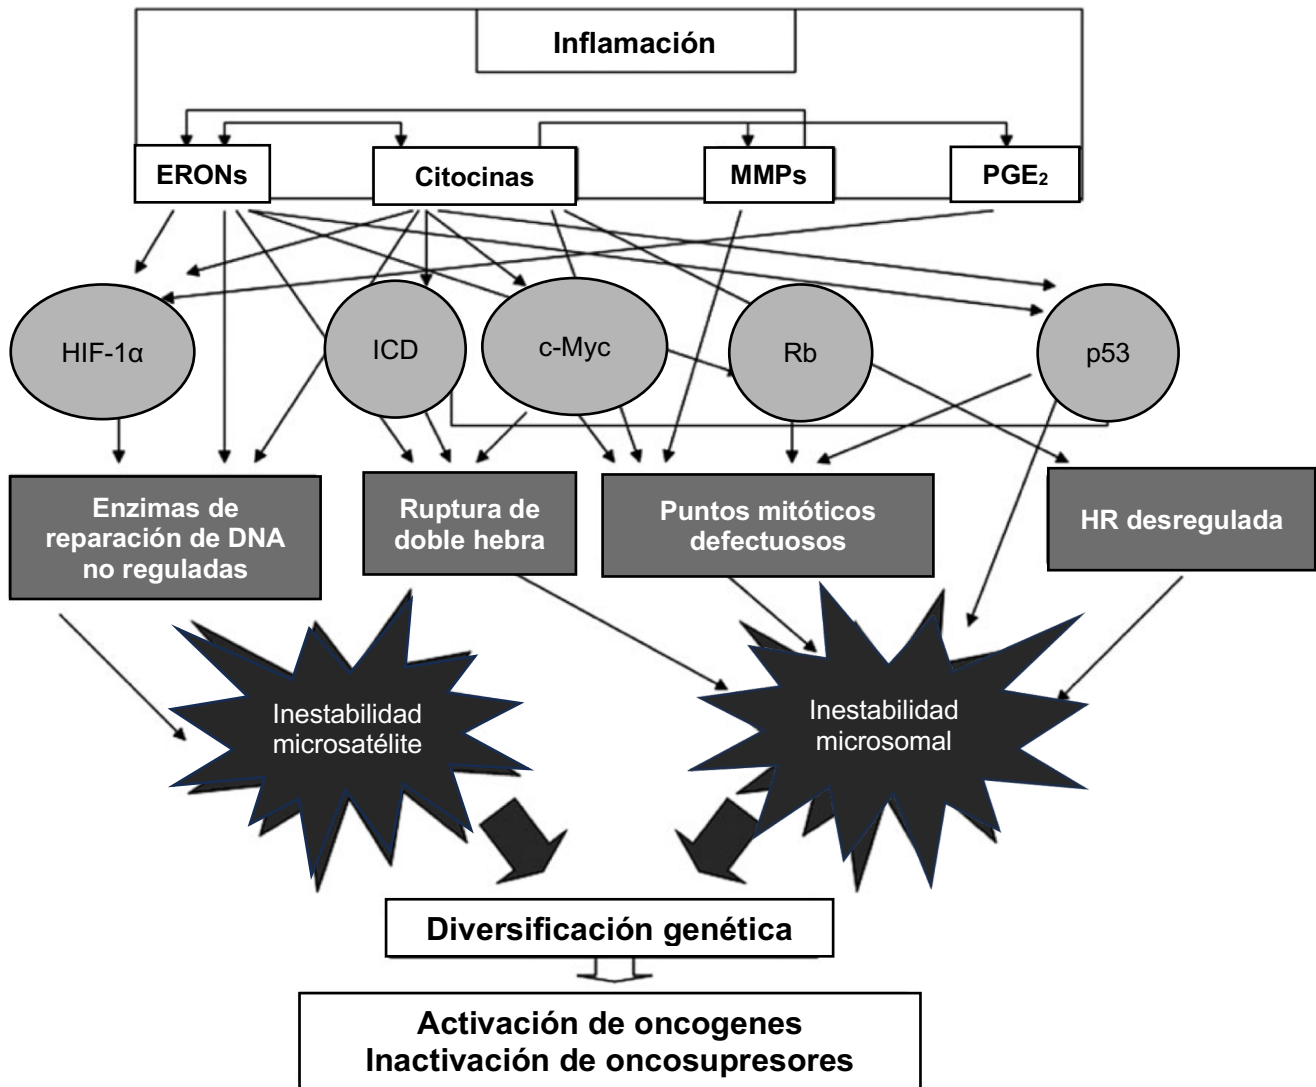 Inflamación
ERONs
Citocinas
MMPs
PGE₂
HIF-1α
ICD
c-Myc
Rb
p53
Enzimas de
reparación de DNA
no reguladas
Ruptura de
doble hebra
Puntos mitóticos
defectuosos
HR desregulada
Inestabilidad
microsatélite
Inestabilidad
microsomal
Diversificación genética
Activación de oncogenes
Inactivación de oncosupresores